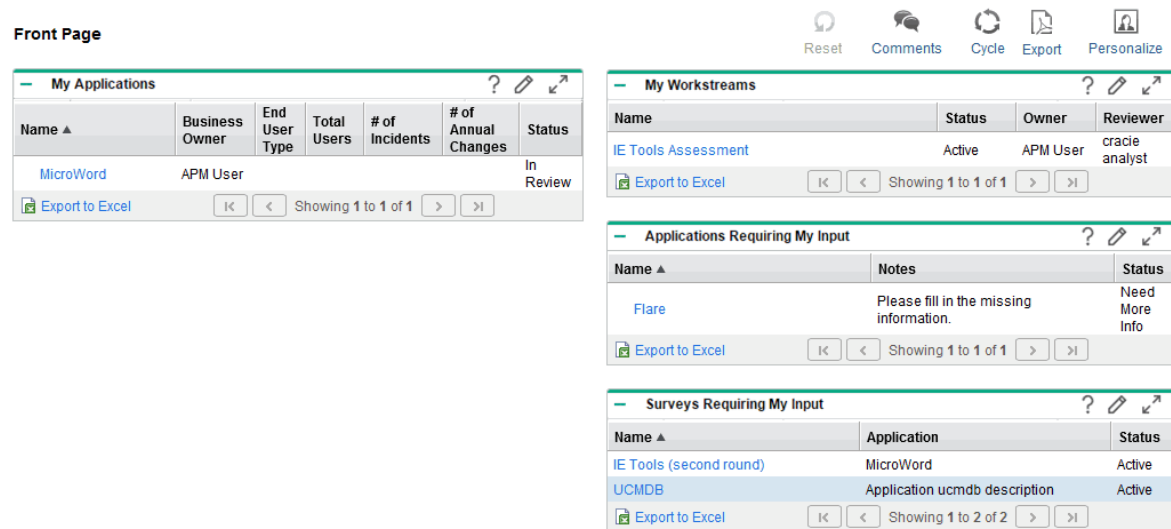 Front Page
Reset Comments Cycle Export Personalize
My Applications ?
Name ▲ Business Owner End User Type Total Users # of Incidents # of Annual Changes Status
MicroWord APM User In Review
Export to Excel Showing 1 to 1 of 1
My Workstreams ?
Name Status Owner Reviewer
IE Tools Assessment Active APM User cracie analyst
Export to Excel Showing 1 to 1 of 1
Applications Requiring My Input ?
Name ▲ Notes Status
Flare Please fill in the missing information. Need More Info
Export to Excel Showing 1 to 1 of 1
Surveys Requiring My Input ?
Name ▲ Application Status
IE Tools (second round) MicroWord Active
UCMDB Application ucmdb description Active
Export to Excel Showing 1 to 2 of 2